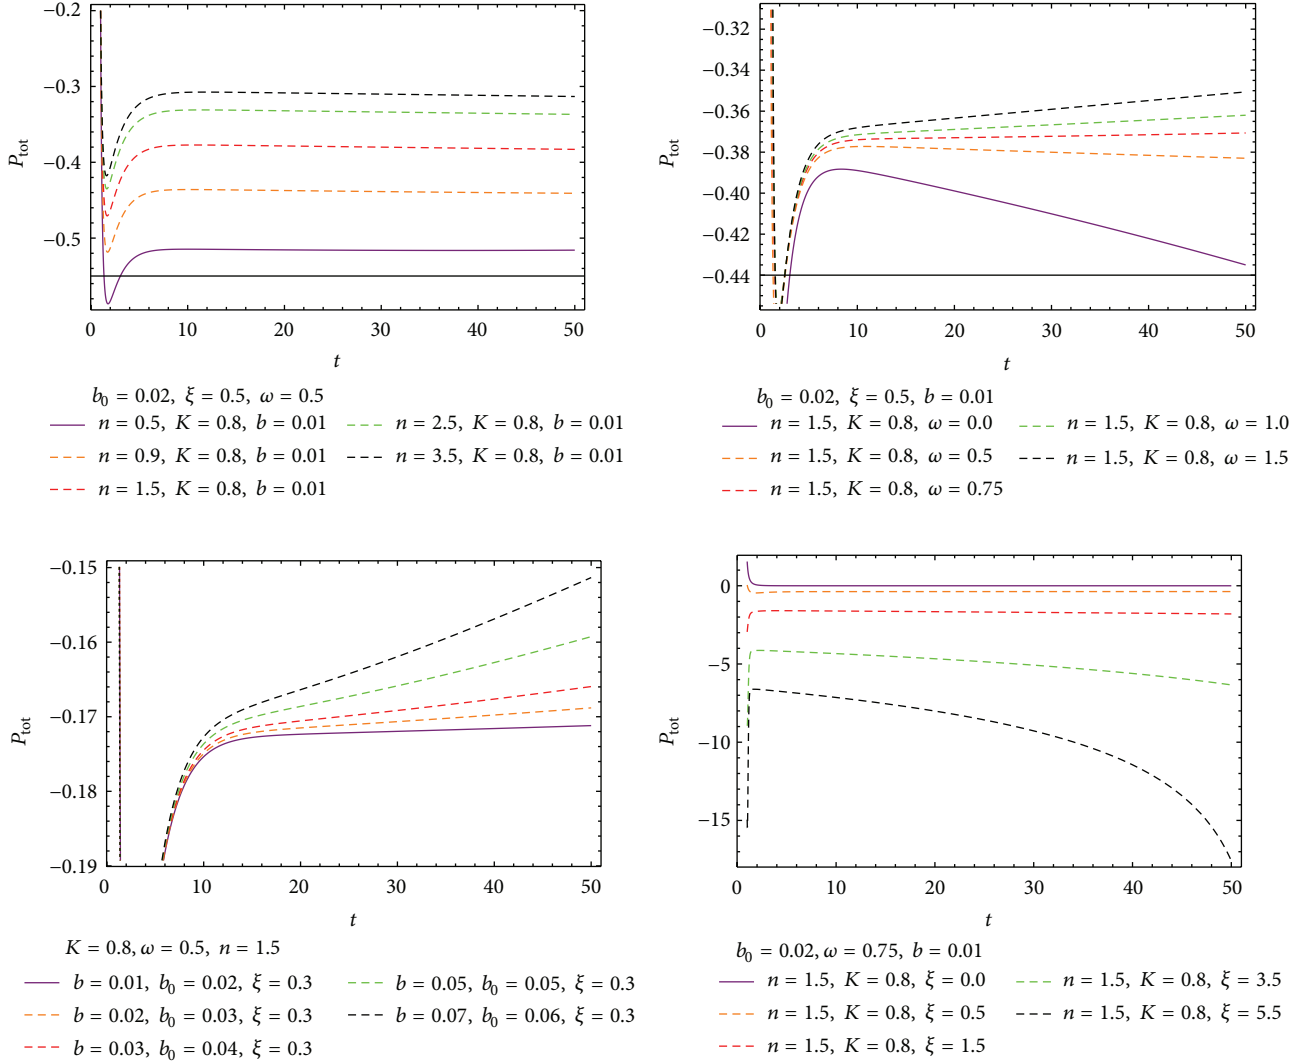 −0.2
−0.3
−0.4
−0.5
P_tot
0 10 20 30 40 50
t
b₀ = 0.02, ξ = 0.5, ω = 0.5
n = 0.5, K = 0.8, b = 0.01
n = 0.9, K = 0.8, b = 0.01
n = 1.5, K = 0.8, b = 0.01
n = 2.5, K = 0.8, b = 0.01
n = 3.5, K = 0.8, b = 0.01
−0.32
−0.34
−0.36
−0.38
−0.40
−0.42
−0.44
P_tot
0 10 20 30 40 50
t
b₀ = 0.02, ξ = 0.5, b = 0.01
n = 1.5, K = 0.8, ω = 0.0
n = 1.5, K = 0.8, ω = 0.5
n = 1.5, K = 0.8, ω = 0.75
n = 1.5, K = 0.8, ω = 1.0
n = 1.5, K = 0.8, ω = 1.5
−0.15
−0.16
−0.17
−0.18
−0.19
P_tot
0 10 20 30 40 50
t
K = 0.8, ω = 0.5, n = 1.5
b = 0.01, b₀ = 0.02, ξ = 0.3
b = 0.02, b₀ = 0.03, ξ = 0.3
b = 0.03, b₀ = 0.04, ξ = 0.3
b = 0.05, b₀ = 0.05, ξ = 0.3
b = 0.07, b₀ = 0.06, ξ = 0.3
0
−5
−10
−15
P_tot
0 10 20 30 40 50
t
b₀ = 0.02, ω = 0.75, b = 0.01
n = 1.5, K = 0.8, ξ = 0.0
n = 1.5, K = 0.8, ξ = 0.5
n = 1.5, K = 0.8, ξ = 1.5
n = 1.5, K = 0.8, ξ = 3.5
n = 1.5, K = 0.8, ξ = 5.5